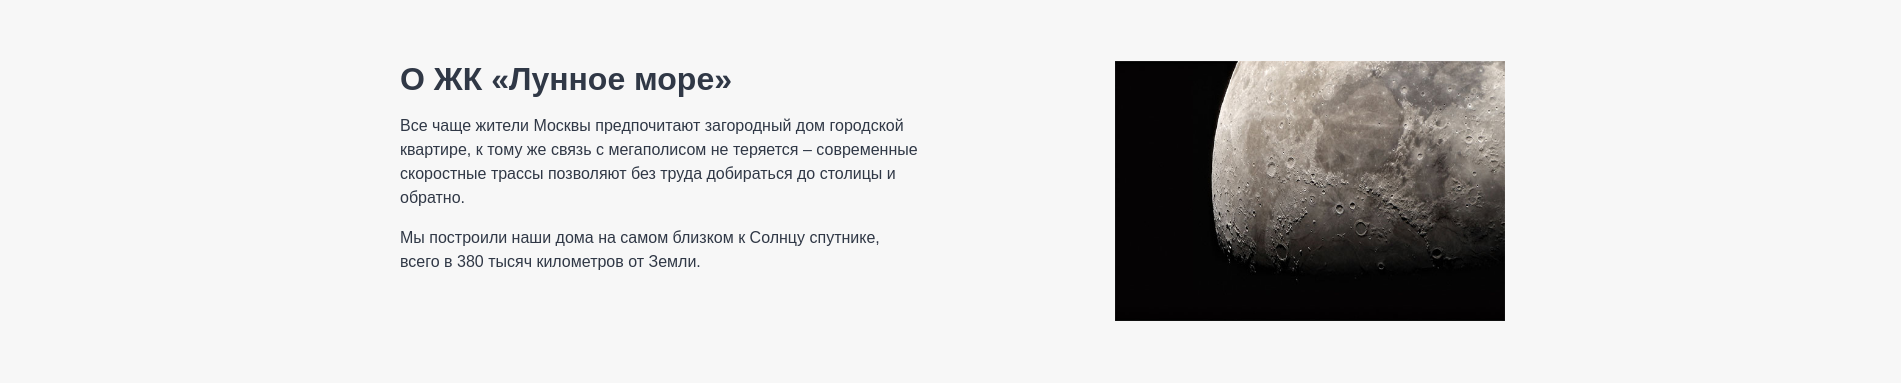 О ЖК «Лунное море»
Все чаще жители Москвы предпочитают загородный дом городской
квартире, к тому же связь с мегаполисом не теряется – современные
скоростные трассы позволяют без труда добираться до столицы и
обратно.
Мы построили наши дома на самом близком к Солнцу спутнике,
всего в 380 тысяч километров от Земли.